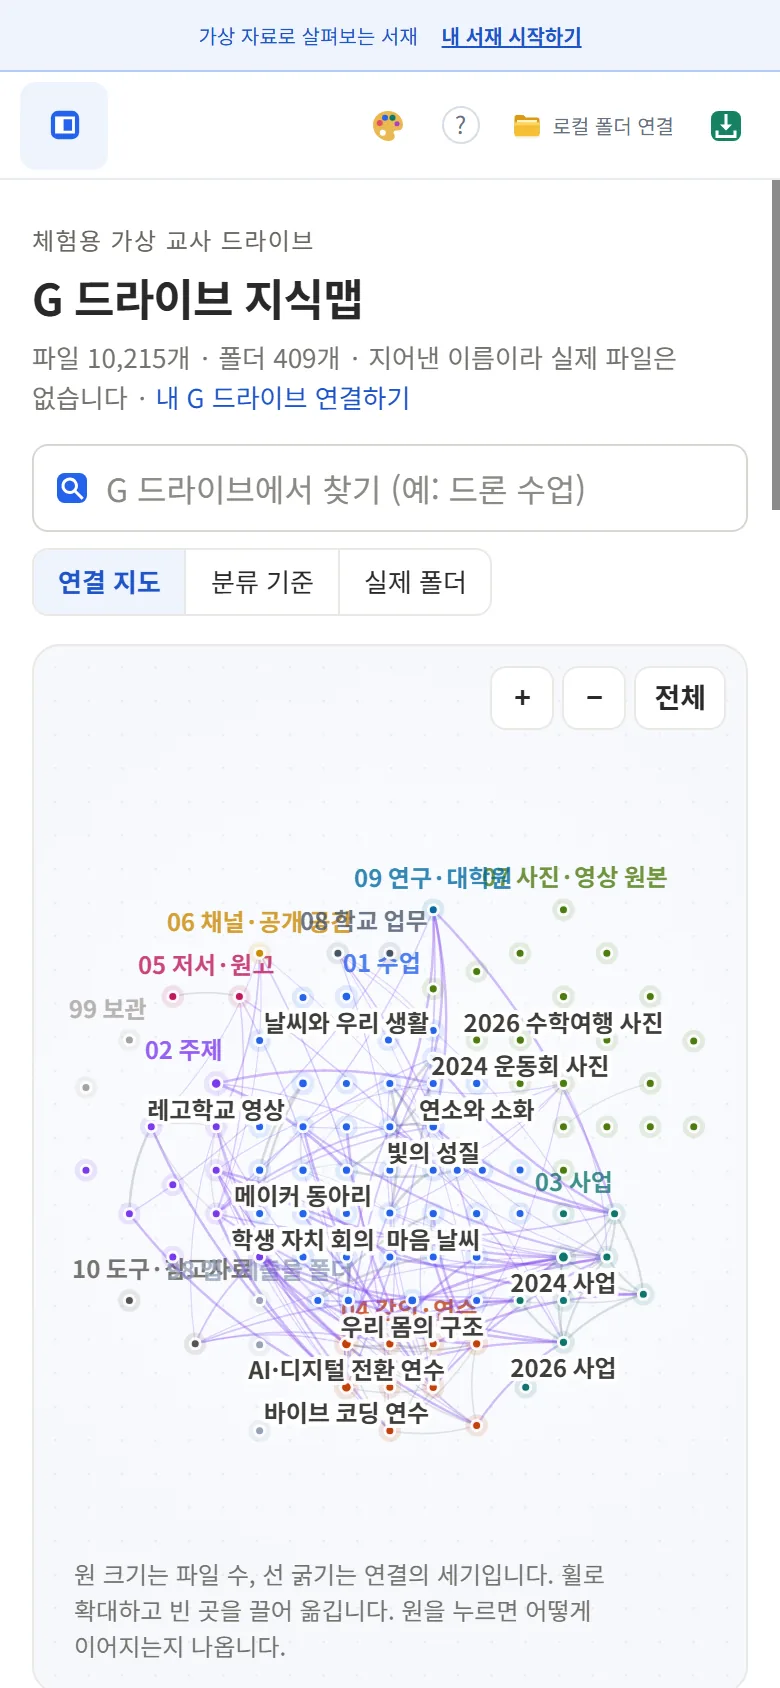 가상 자료로 살펴보는 서재 내 서재 시작하기
? 로컬 폴더 연결
체험용 가상 교사 드라이브
G 드라이브 지식맵
파일 10,215개 · 폴더 409개 · 지어낸 이름이라 실제 파일은
없습니다 · 내 G 드라이브 연결하기
G 드라이브에서 찾기 (예: 드론 수업)
연결 지도 분류 기준 실제 폴더
+ − 전체
09 연구·대학원 사진·영상 원본
06 채널·공개 08 학교 업무
05 저서·원고 01 수업
99 보관 날씨와 우리 생활 2026 수학여행 사진
02 주제 2024 운동회 사진
레고학교 영상 연소와 소화
빛의 성질
메이커 동아리 03 사업
학생 자치 회의 마음 날씨
10 도구· 폴더 2024 사업
04 강의·연수
우리 몸의 구조
AI·디지털 전환 연수 2026 사업
바이브 코딩 연수
원 크기는 파일 수, 선 굵기는 연결의 세기입니다. 휠로
확대하고 빈 곳을 끌어 옮깁니다. 원을 누르면 어떻게
이어지는지 나옵니다.